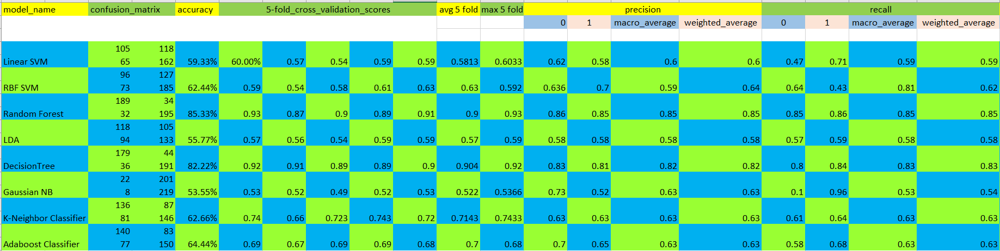 model_name confusion_matrix accuracy 5-fold_cross_validation_scores avg 5 fold max 5 fold precision recall
0 1 macro_average weighted_average 0 1 macro_average weighted_average
105 118
Linear SVM 65 162 59.33% 60.00% 0.57 0.54 0.59 0.59 0.5813 0.6033 0.62 0.58 0.6 0.6 0.47 0.71 0.59 0.59
96 127
RBF SVM 73 185 62.44% 0.59 0.54 0.58 0.61 0.63 0.63 0.592 0.636 0.7 0.59 0.64 0.64 0.43 0.81 0.62
189 34
Random Forest 32 195 85.33% 0.93 0.87 0.9 0.89 0.91 0.9 0.93 0.86 0.85 0.85 0.85 0.85 0.86 0.85 0.85
118 105
LDA 94 133 55.77% 0.57 0.56 0.54 0.59 0.59 0.57 0.59 0.58 0.58 0.58 0.58 0.57 0.59 0.58 0.58
179 44
DecisionTree 36 191 82.22% 0.92 0.91 0.89 0.89 0.9 0.904 0.92 0.83 0.81 0.82 0.82 0.8 0.84 0.83 0.83
22 201
Gaussian NB 8 219 53.55% 0.53 0.52 0.49 0.52 0.53 0.522 0.5366 0.73 0.52 0.63 0.63 0.1 0.96 0.53 0.54
136 87
K-Neighbor Classifier 81 146 62.66% 0.74 0.66 0.723 0.743 0.72 0.7143 0.7433 0.63 0.63 0.63 0.63 0.61 0.64 0.63 0.63
140 83
Adaboost Classifier 77 150 64.44% 0.69 0.67 0.69 0.69 0.68 0.7 0.68 0.7 0.65 0.63 0.63 0.58 0.68 0.63 0.63